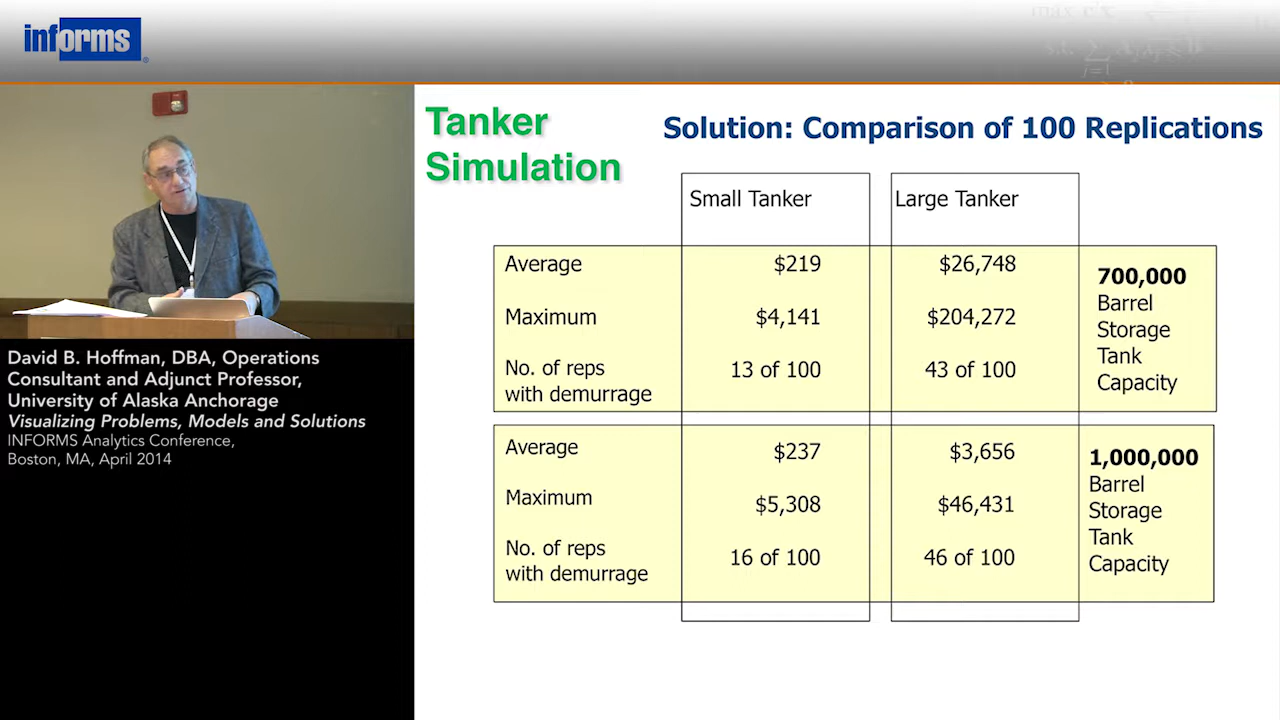 informs
Tanker
Simulation
Solution: Comparison of 100 Replications
Small Tanker
Large Tanker
Average
$219
$26,748
Maximum
$4,141
$204,272
No. of reps
with demurrage
13 of 100
43 of 100
700,000
Barrel
Storage
Tank
Capacity
Average
$237
$3,656
Maximum
$5,308
$46,431
No. of reps
with demurrage
16 of 100
46 of 100
1,000,000
Barrel
Storage
Tank
Capacity
David B. Hoffman, DBA, Operations
Consultant and Adjunct Professor,
University of Alaska Anchorage
Visualizing Problems, Models and Solutions
INFORMS Analytics Conference,
Boston, MA, April 2014